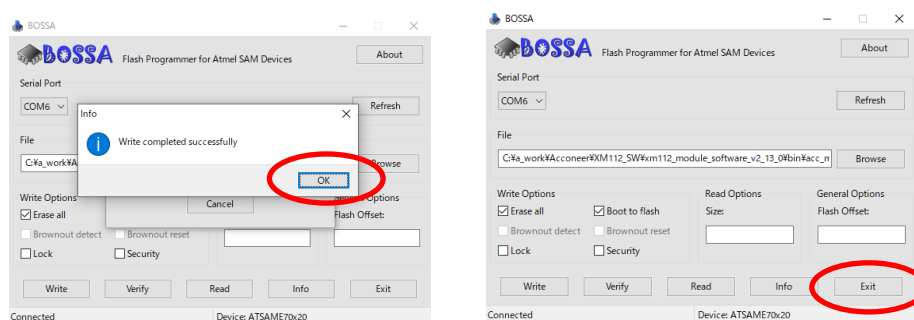 BOSSA
BOSSA Flash Programmer for Atmel SAM Devices
About
Serial Port
COM6
Refresh
Info
Write completed successfully
OK
File
C:¥a_work¥A
Browse
Write Options
General Options
Cancel
Erase all
Flash Offset:
Brownout detect
Brownout reset
Lock
Security
Write
Verify
Read
Info
Exit
Connected
Device: ATSAME70x20
BOSSA
BOSSA Flash Programmer for Atmel SAM Devices
About
Serial Port
COM6
Refresh
File
C:¥a_work¥Acconeer¥XM112_SW¥xm112_module_software_v2_13_0¥bin¥acc_m
Browse
Write Options
Read Options
General Options
Erase all
Boot to flash
Size:
Flash Offset:
Brownout detect
Brownout reset
Lock
Security
Write
Verify
Read
Info
Exit
Connected
Device: ATSAME70x20